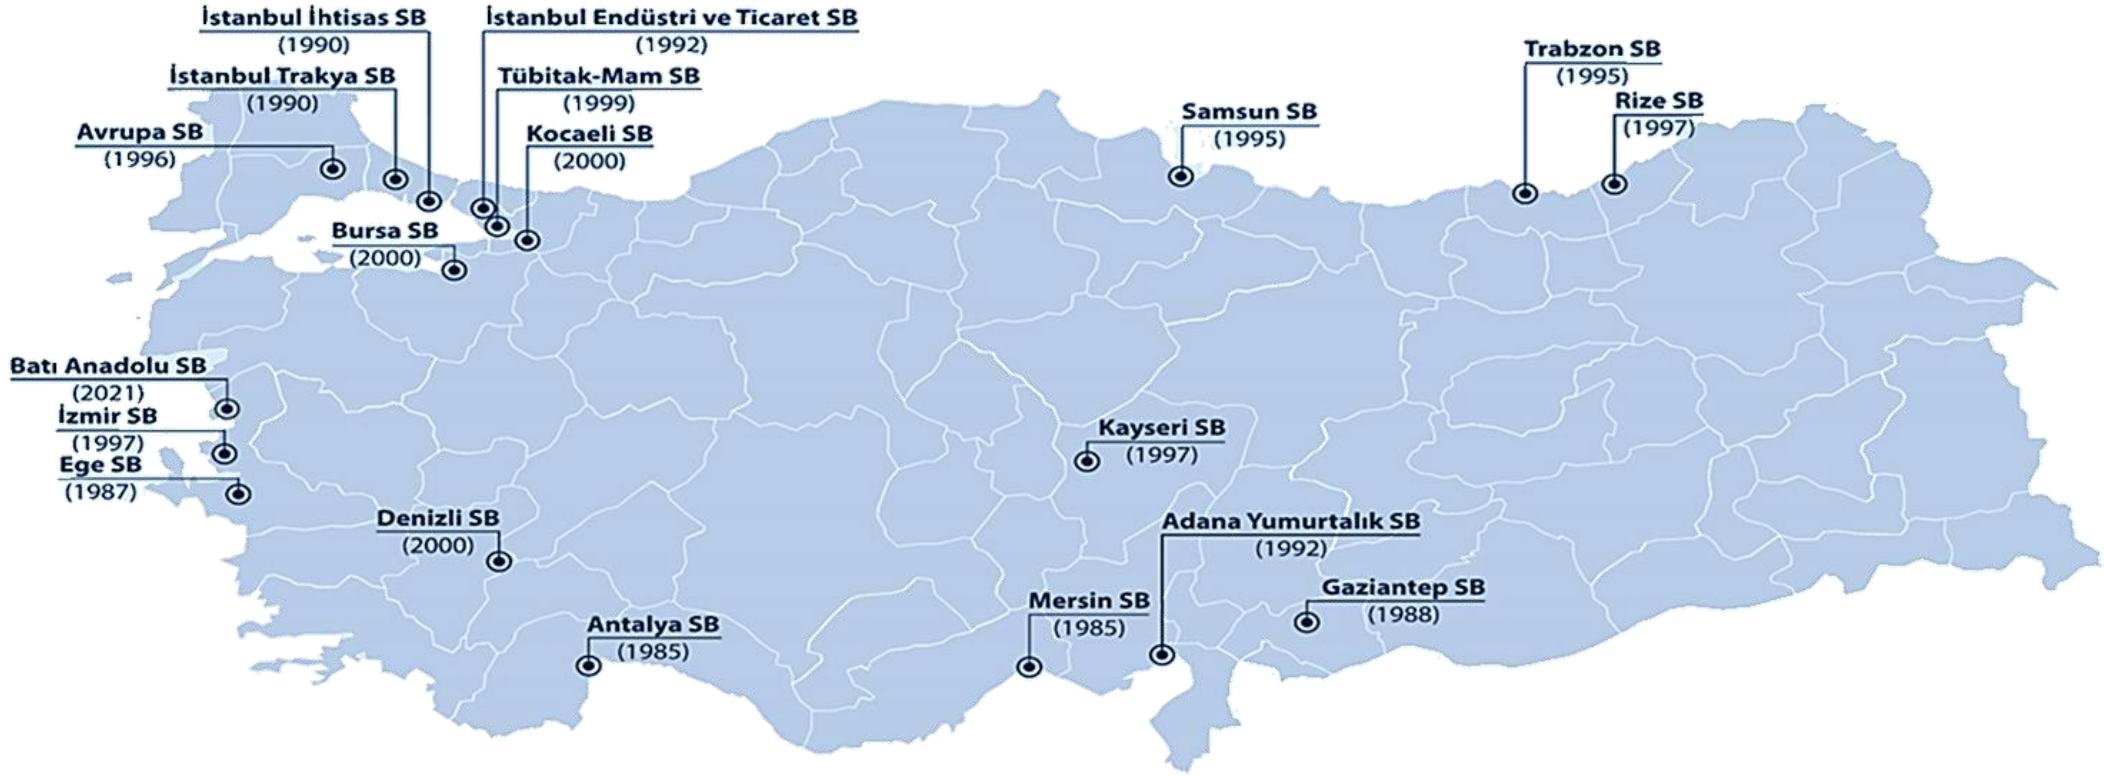 İstanbul İhtisas SB
(1990)
İstanbul Endüstri ve Ticaret SB
(1992)
İstanbul Trakya SB
(1990)
Tübitak-Mam SB
(1999)
Avrupa SB
(1996)
Kocaeli SB
(2000)
Bursa SB
(2000)
Trabzon SB
(1995)
Rize SB
(1997)
Samsun SB
(1995)
Batı Anadolu SB
(2021)
İzmir SB
(1997)
Ege SB
(1987)
Kayseri SB
(1997)
Denizli SB
(2000)
Adana Yumurtalık SB
(1992)
Gaziantep SB
(1988)
Mersin SB
(1985)
Antalya SB
(1985)